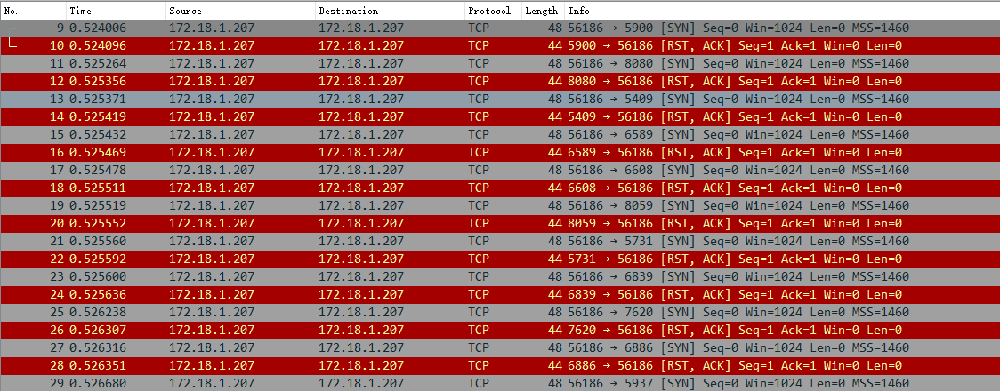 No. Time Source Destination Protocol Length Info
9 0.524006 172.18.1.207 172.18.1.207 TCP 48 56186 → 5900 [SYN] Seq=0 Win=1024 Len=0 MSS=1460
10 0.524096 172.18.1.207 172.18.1.207 TCP 44 5900 → 56186 [RST, ACK] Seq=1 Ack=1 Win=0 Len=0
11 0.525264 172.18.1.207 172.18.1.207 TCP 48 56186 → 8080 [SYN] Seq=0 Win=1024 Len=0 MSS=1460
12 0.525356 172.18.1.207 172.18.1.207 TCP 44 8080 → 56186 [RST, ACK] Seq=1 Ack=1 Win=0 Len=0
13 0.525371 172.18.1.207 172.18.1.207 TCP 48 56186 → 5409 [SYN] Seq=0 Win=1024 Len=0 MSS=1460
14 0.525419 172.18.1.207 172.18.1.207 TCP 44 5409 → 56186 [RST, ACK] Seq=1 Ack=1 Win=0 Len=0
15 0.525432 172.18.1.207 172.18.1.207 TCP 48 56186 → 6589 [SYN] Seq=0 Win=1024 Len=0 MSS=1460
16 0.525469 172.18.1.207 172.18.1.207 TCP 44 6589 → 56186 [RST, ACK] Seq=1 Ack=1 Win=0 Len=0
17 0.525478 172.18.1.207 172.18.1.207 TCP 48 56186 → 6608 [SYN] Seq=0 Win=1024 Len=0 MSS=1460
18 0.525511 172.18.1.207 172.18.1.207 TCP 44 6608 → 56186 [RST, ACK] Seq=1 Ack=1 Win=0 Len=0
19 0.525519 172.18.1.207 172.18.1.207 TCP 48 56186 → 8059 [SYN] Seq=0 Win=1024 Len=0 MSS=1460
20 0.525552 172.18.1.207 172.18.1.207 TCP 44 8059 → 56186 [RST, ACK] Seq=1 Ack=1 Win=0 Len=0
21 0.525560 172.18.1.207 172.18.1.207 TCP 48 56186 → 5731 [SYN] Seq=0 Win=1024 Len=0 MSS=1460
22 0.525592 172.18.1.207 172.18.1.207 TCP 44 5731 → 56186 [RST, ACK] Seq=1 Ack=1 Win=0 Len=0
23 0.525600 172.18.1.207 172.18.1.207 TCP 48 56186 → 6839 [SYN] Seq=0 Win=1024 Len=0 MSS=1460
24 0.525636 172.18.1.207 172.18.1.207 TCP 44 6839 → 56186 [RST, ACK] Seq=1 Ack=1 Win=0 Len=0
25 0.526238 172.18.1.207 172.18.1.207 TCP 48 56186 → 7620 [SYN] Seq=0 Win=1024 Len=0 MSS=1460
26 0.526307 172.18.1.207 172.18.1.207 TCP 44 7620 → 56186 [RST, ACK] Seq=1 Ack=1 Win=0 Len=0
27 0.526316 172.18.1.207 172.18.1.207 TCP 48 56186 → 6886 [SYN] Seq=0 Win=1024 Len=0 MSS=1460
28 0.526351 172.18.1.207 172.18.1.207 TCP 44 6886 → 56186 [RST, ACK] Seq=1 Ack=1 Win=0 Len=0
29 0.526680 172.18.1.207 172.18.1.207 TCP 48 56186 → 5937 [SYN] Seq=0 Win=1024 Len=0 MSS=1460